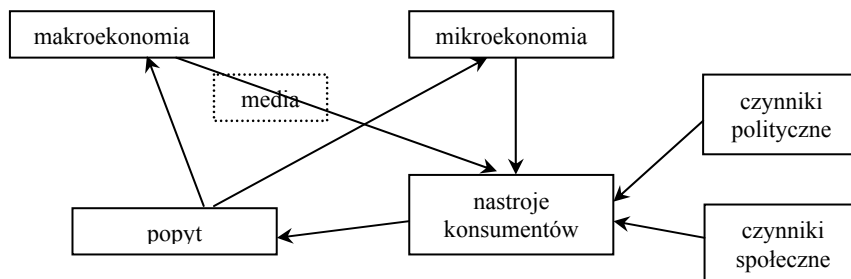 makroekonomia
mikroekonomia
media
czynniki
polityczne
nastroje
konsumentów
popyt
czynniki
społeczne